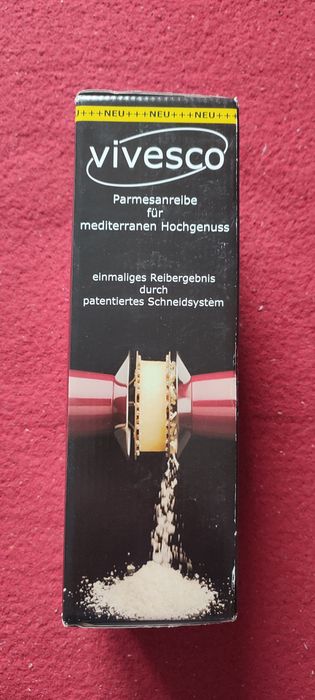 U+++NEU+++NEU+++NEU+++
vivesco
Parmesanreibe
für
mediterranen Hochgenuss
einmaliges Reibergebnis
durch
patentiertes Schneidsystem